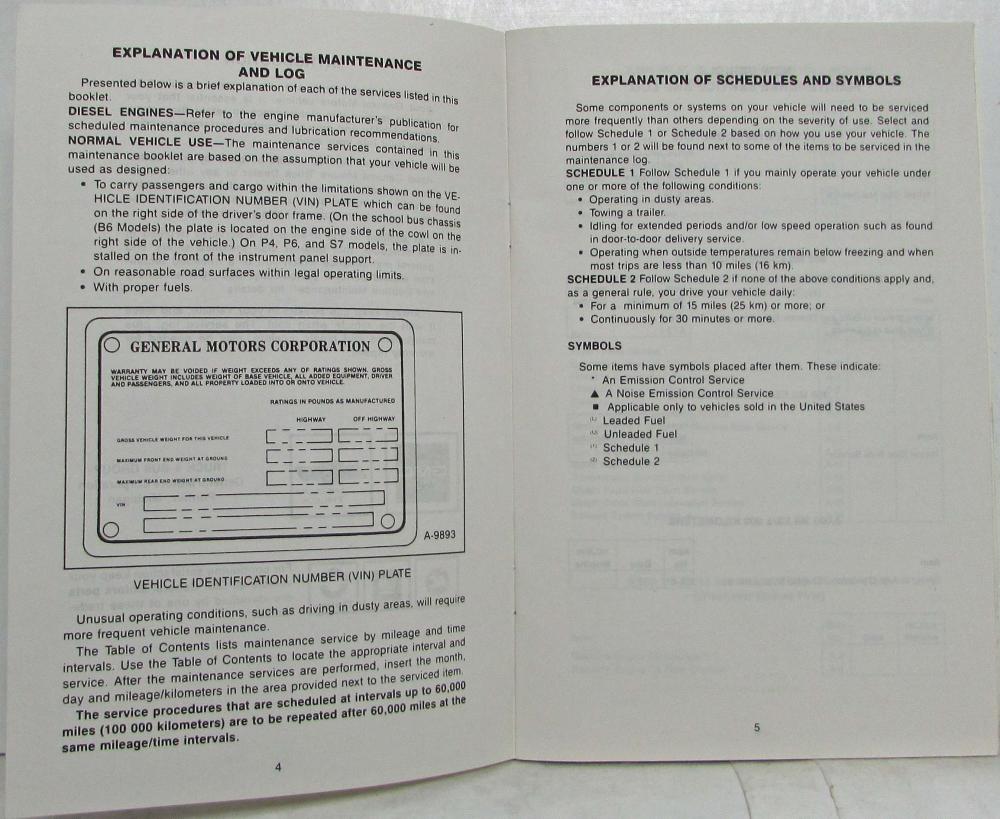 EXPLANATION OF VEHICLE MAINTENANCE
AND LOG
Presented below is a brief explanation of each of the services listed in this
booklet.
DIESEL ENGINES—Refer to the engine manufacturer's publication for
scheduled maintenance procedures and lubrication recommendations.
NORMAL VEHICLE USE—The maintenance services contained in this
maintenance booklet are based on the assumption that your vehicle will be
used as designed:
• To carry passengers and cargo within the limitations shown on the VE-
HICLE IDENTIFICATION NUMBER (VIN) PLATE which can be found
on the right side of the driver's door frame. (On the school bus chassis
(B6 Models) the plate is located on the engine side of the cowl on the
right side of the vehicle.) On P4, P6, and S7 models, the plate is in-
stalled on the front of the instrument panel support.
• On reasonable road surfaces within legal operating limits.
• With proper fuels.
GENERAL MOTORS CORPORATION
WARRANTY MAY BE VOIDED IF WEIGHT EXCEEDS ANY OF RATINGS SHOWN. GROSS
VEHICLE WEIGHT INCLUDES WEIGHT OF BASE VEHICLE, ALL ADDED EQUIPMENT, DRIVER
AND PASSENGERS, AND ALL PROPERTY LOADED INTO OR ONTO VEHICLE.
RATINGS IN POUNDS AS MANUFACTURED
HIGHWAY OFF HIGHWAY
GROSS VEHICLE WEIGHT FOR THIS VEHICLE
MAXIMUM FRONT END WEIGHT AT GROUND
MAXIMUM REAR END WEIGHT AT GROUND
VIN
A-9893
VEHICLE IDENTIFICATION NUMBER (VIN) PLATE
Unusual operating conditions, such as driving in dusty areas, will require
more frequent vehicle maintenance.
The Table of Contents lists maintenance service by mileage and time
intervals. Use the Table of Contents to locate the appropriate interval and
service. After the maintenance services are performed, insert the month,
day and mileage/kilometers in the area provided next to the serviced item.
The service procedures that are scheduled at intervals up to 60,000
miles (100 000 kilometers) are to be repeated after 60,000 miles at the
same mileage/time intervals.
4
EXPLANATION OF SCHEDULES AND SYMBOLS
Some components or systems on your vehicle will need to be serviced
more frequently than others depending on the severity of use. Select and
follow Schedule 1 or Schedule 2 based on how you use your vehicle. The
numbers 1 or 2 will be found next to some of the items to be serviced in the
maintenance log.
SCHEDULE 1 Follow Schedule 1 if you mainly operate your vehicle under
one or more of the following conditions:
• Operating in dusty areas.
• Towing a trailer.
• Idling for extended periods and/or low speed operation such as found
in door-to-door delivery service.
• Operating when outside temperatures remain below freezing and when
most trips are less than 10 miles (16 km).
SCHEDULE 2 Follow Schedule 2 if none of the above conditions apply and,
as a general rule, you drive your vehicle daily:
• For a minimum of 15 miles (25 km) or more; or
• Continuously for 30 minutes or more.
SYMBOLS
Some items have symbols placed after them. These indicate:
* An Emission Control Service
▲ A Noise Emission Control Service
■ Applicable only to vehicles sold in the United States
(L) Leaded Fuel
(U) Unleaded Fuel
(1) Schedule 1
(2) Schedule 2
5